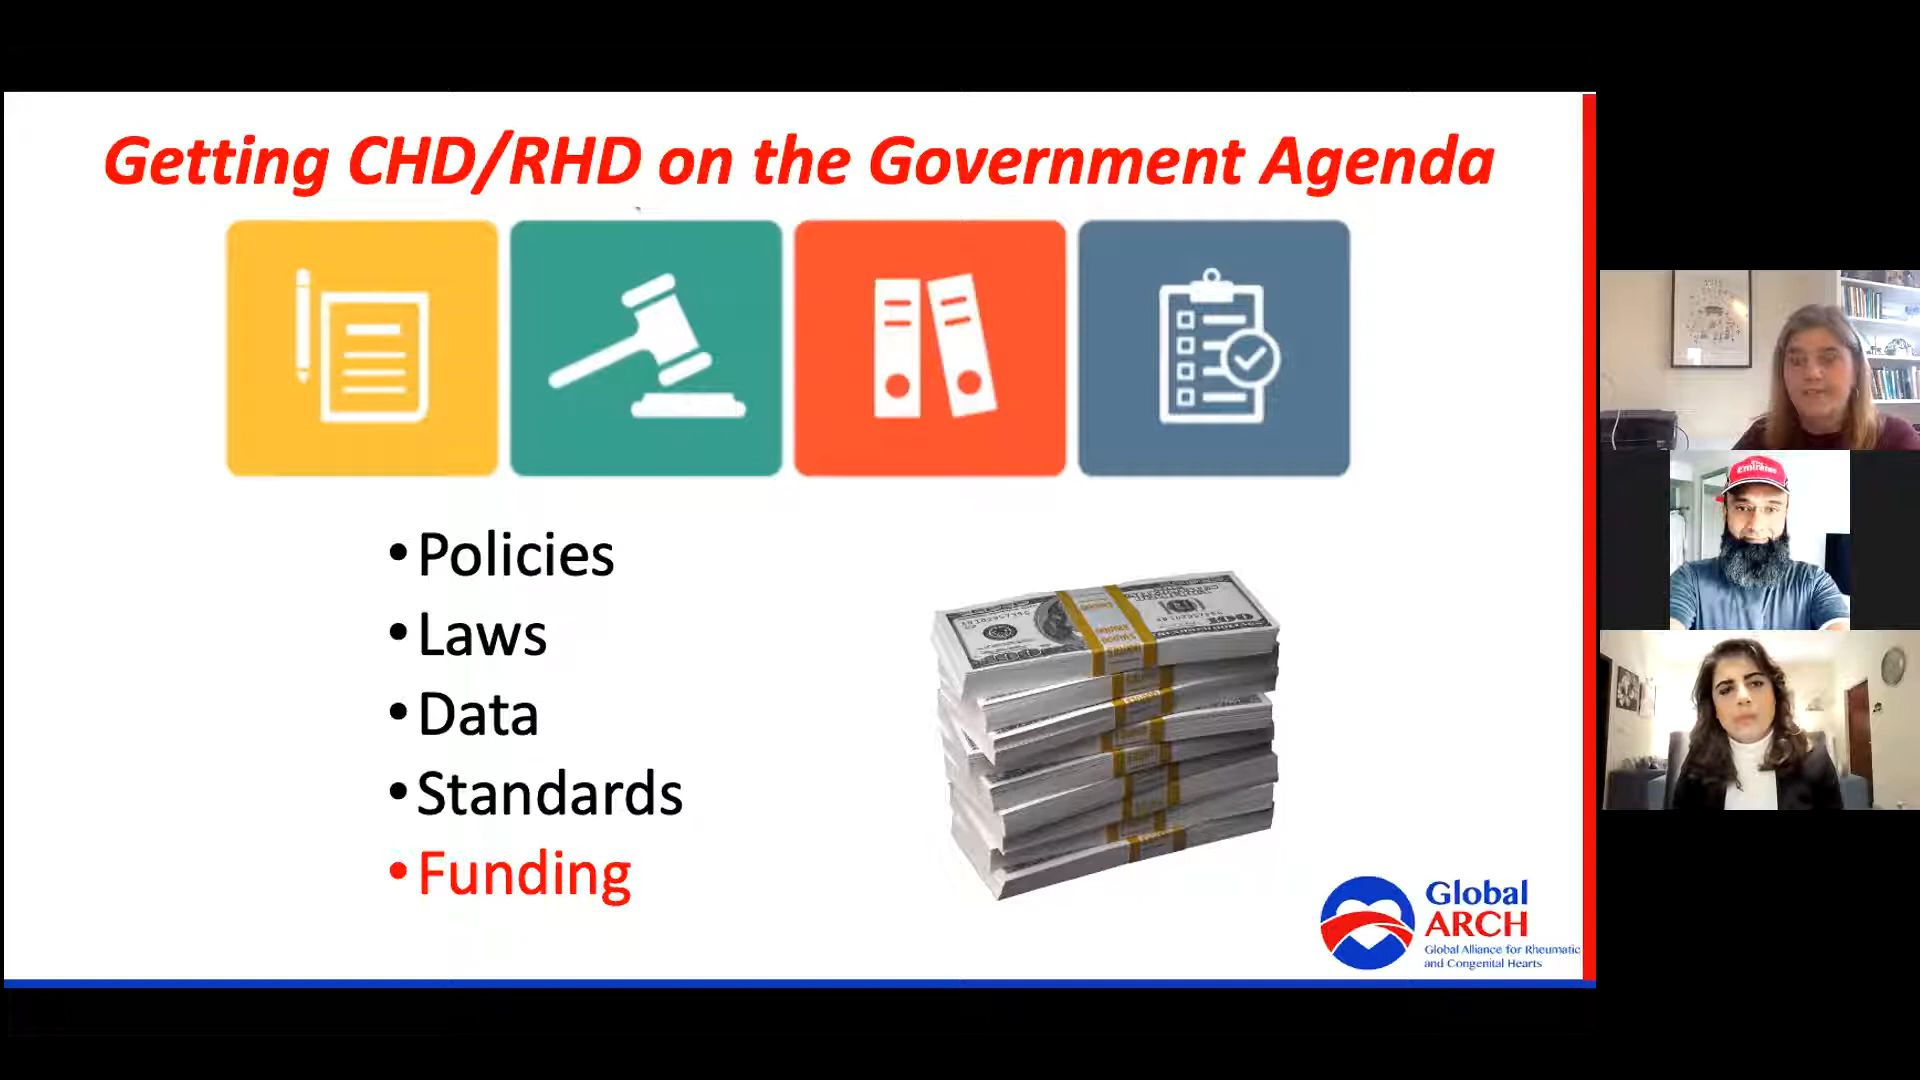 Getting CHD/RHD on the Government Agenda
• Policies
• Laws
• Data
• Standards
• Funding
Global
ARCH
Global Alliance for Rheumatic
and Congenital Hearts
Emirates